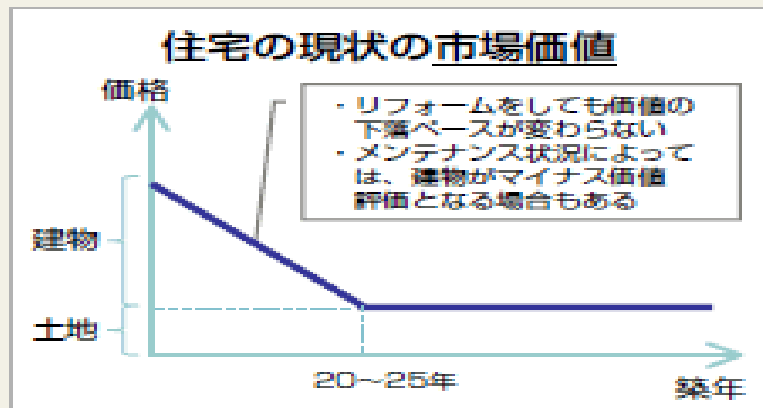 住宅の現状の市場価値
価格
・リフォームをしても価値の
下落ペースが変わらない
・メンテナンス状況によって
は、建物がマイナス価値
評価となる場合もある
建物
土地
20～25年
築年